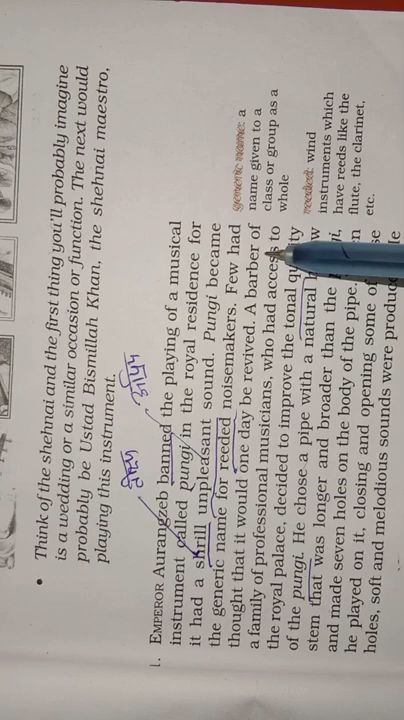 • Think of the shehnai and the first thing you'll probably imagine
is a wedding or a similar occasion or function. The next would
probably be Ustad Bismillah Khan, the shehnai maestro,
playing this instrument.
अप्रिय
1. EMPEROR Aurangzeb banned the playing of a musical
instrument called pungi in the royal residence for
it had a shrill unpleasant sound. Pungi became
the generic name for reeded noisemakers. Few had
thought that it would one day be revived. A barber of
a family of professional musicians, who had access to
the royal palace, decided to improve the tonal quality
of the pungi. He chose a pipe with a natural
stem that was longer and broader than the
and made seven holes on the body of the pipe.
he played on it, closing and opening some of
holes, soft and melodious sounds were produced
generic name: a
name given to a
class or group as a
whole
reeded: wind
instruments which
have reeds like the
flute, the clarinet,
etc.